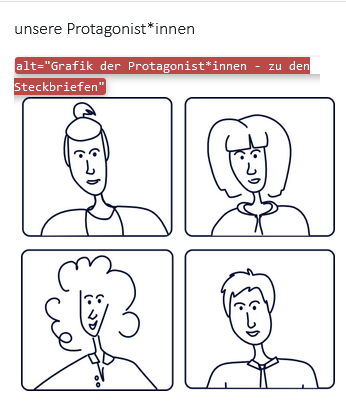 unsere Protagonist*innen
alt="Grafik der Protagonist*innen - zu den
Steckbriefen"